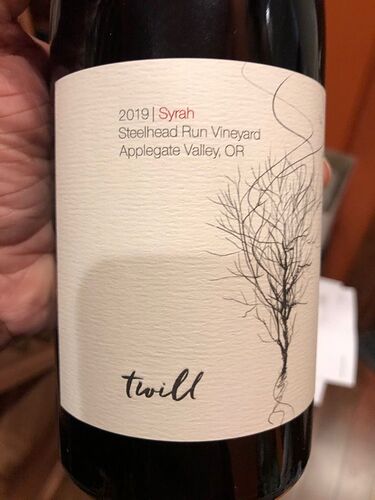 2019 | Syrah
Steelhead Run Vineyard
Applegate Valley, OR
twill